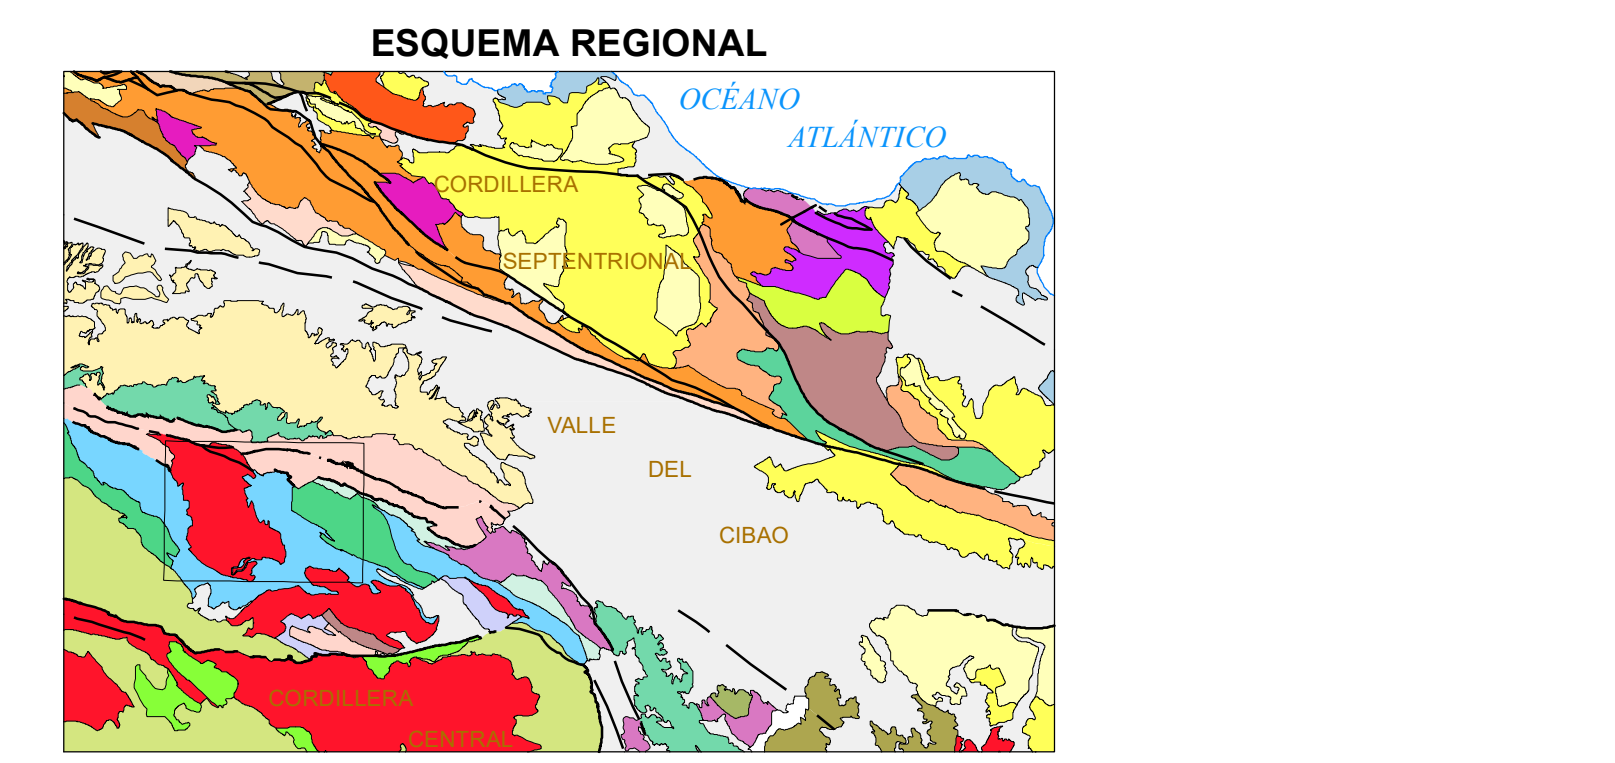 ESQUEMA REGIONAL
OCÉANO
ATLÁNTICO
CORDILLERA
SEPTENTRIONAL
VALLE
DEL
CIBAO
CORDILLERA
CENTRAL